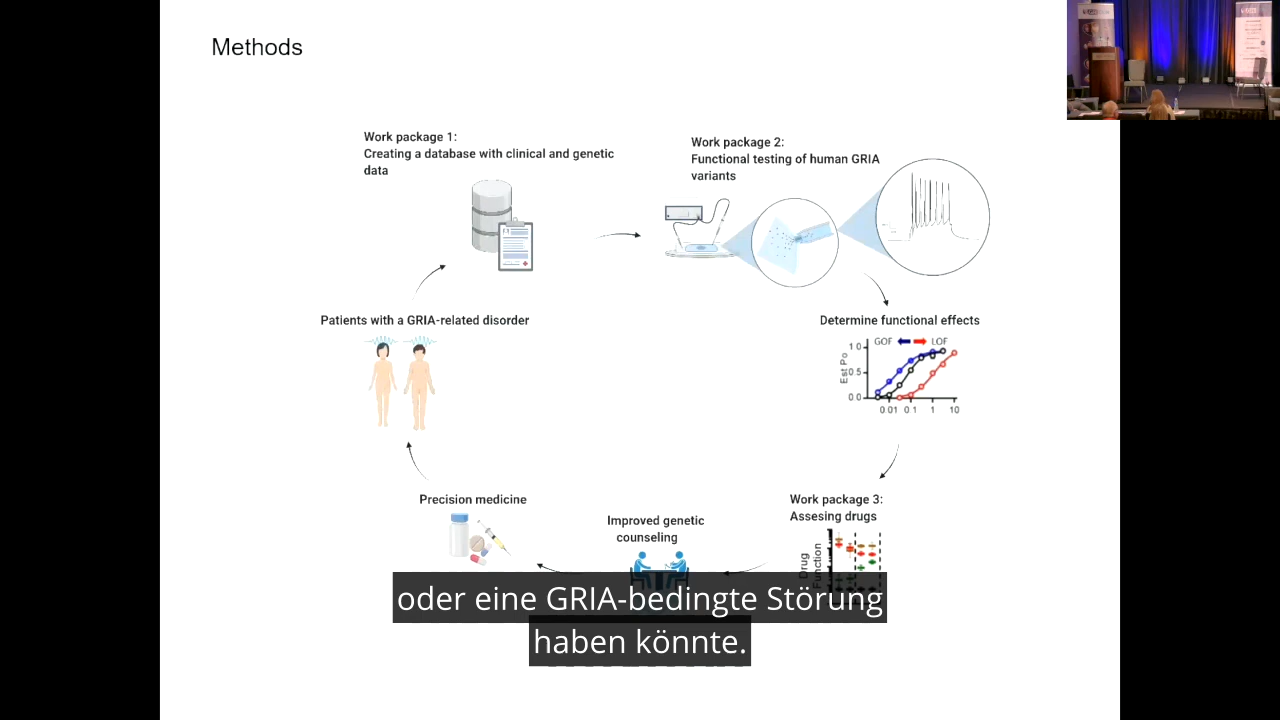 Methods
Work package 1:
Creating a database with clinical and genetic
data
Work package 2:
Functional testing of human GRIA
variants
Patients with a GRIA-related disorder
Determine functional effects
GOF
LOF
Est Po
1 0
0.5
0.0
0 01 0.1 1 10
Precision medicine
Improved genetic
counseling
Work package 3:
Assesing drugs
Drug
Function
oder eine GRIA-bedingte Störung
haben könnte.